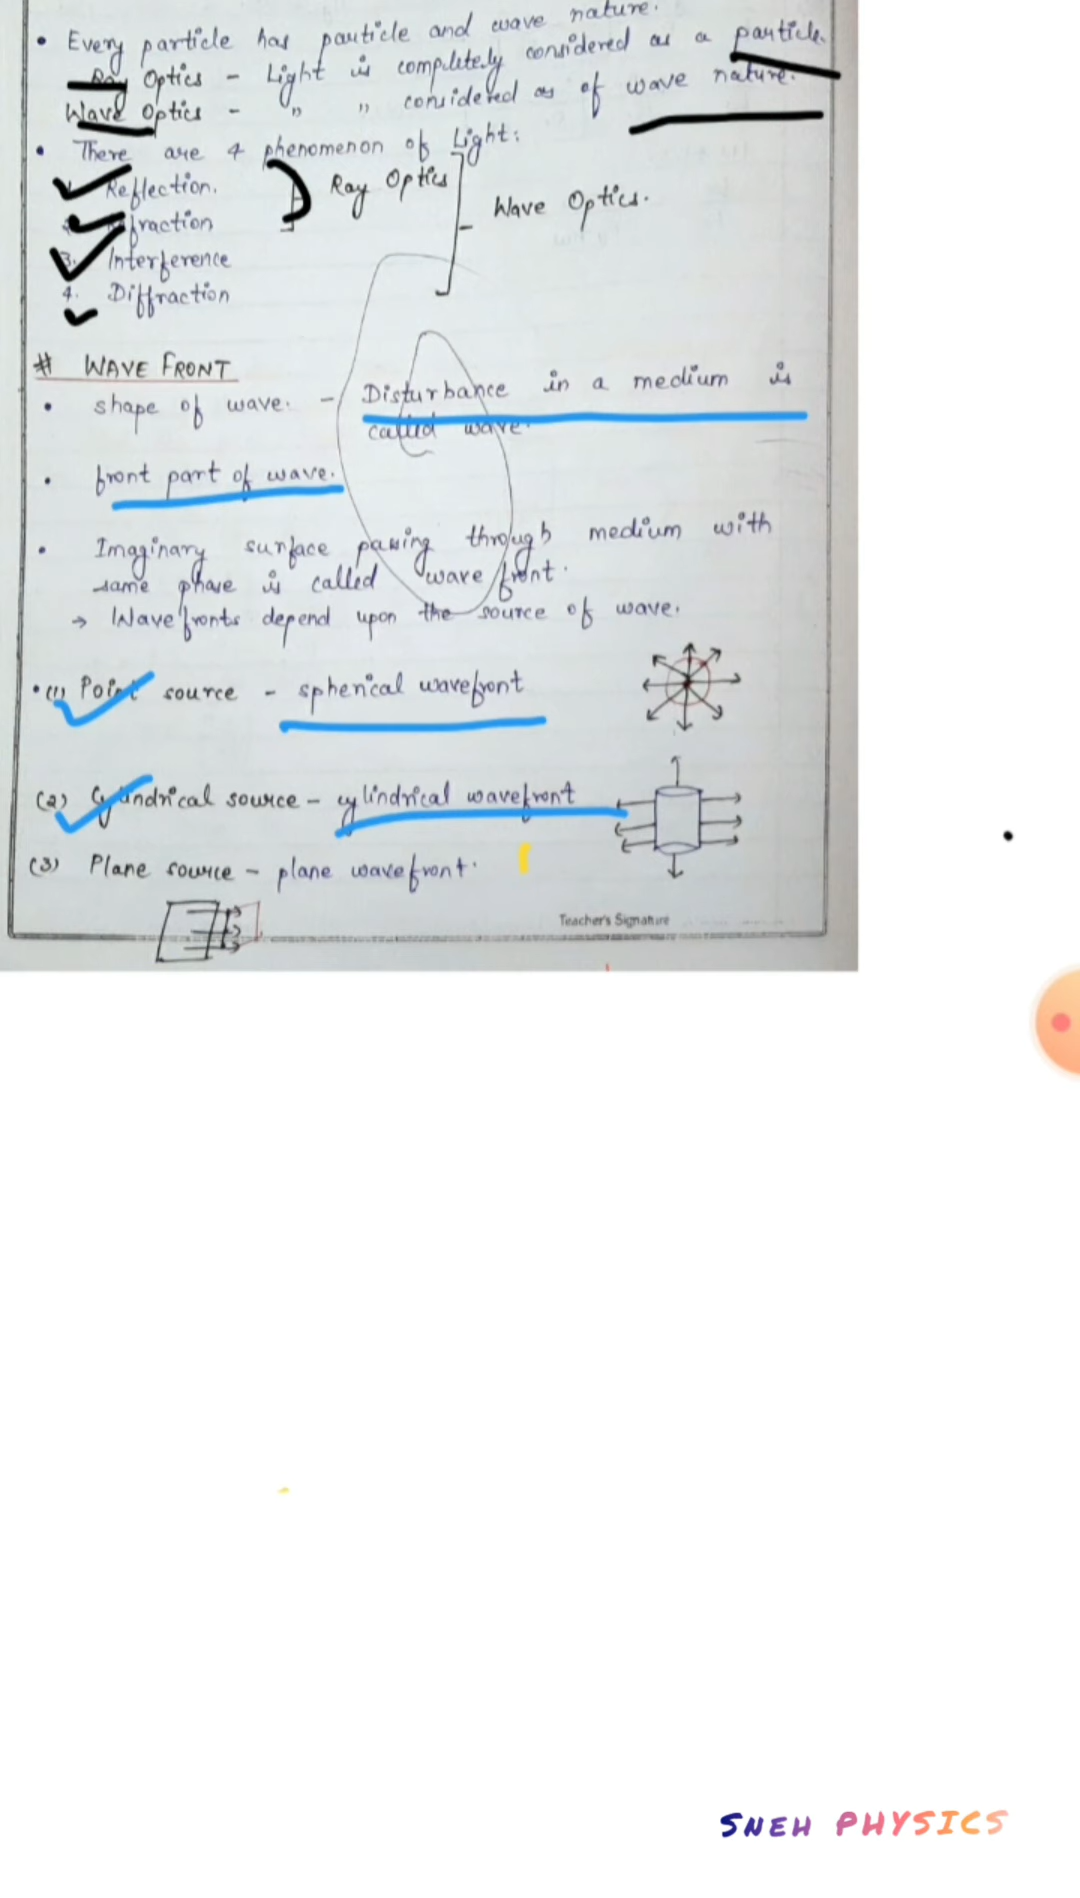 • Every particle has particle and wave nature.
Ray Optics - Light is completely considered as a particle.
Wave Optics - " " considered as of wave nature.
• There are 4 phenomenon of Light:
Reflection.
Refraction
Ray Optics
Wave Optics.
3. Interference
4. Diffraction
# WAVE FRONT
• shape of wave. - Disturbance in a medium is
called wave.
• front part of wave.
• Imaginary surface passing through medium with
same phase is called wave front.
→ Wavefronts depend upon the source of wave.
• (1) Point source - spherical wavefront
(2) Cylindrical source - cylindrical wavefront
(3) Plane source - plane wavefront.
Teacher's Signature
SNEH PHYSICS